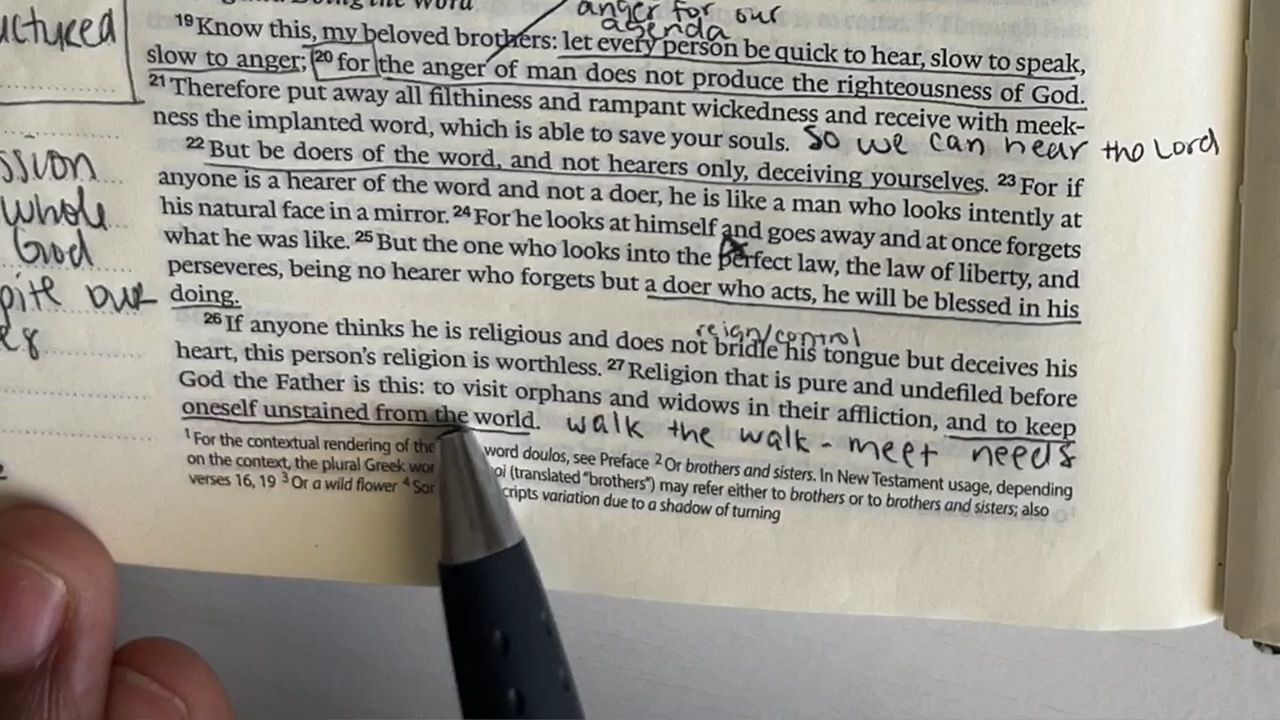 Doing the Word
anger for our
agenda
uctured
19 Know this, my beloved brothers: let every person be quick to hear, slow to speak,
slow to anger; 20 for the anger of man does not produce the righteousness of God.
21 Therefore put away all filthiness and rampant wickedness and receive with meek-
ness the implanted word, which is able to save your souls. so we can hear the Lord
22 But be doers of the word, and not hearers only, deceiving yourselves. 23 For if
ssion
anyone is a hearer of the word and not a doer, he is like a man who looks intently at
whole
his natural face in a mirror. 24 For he looks at himself and goes away and at once forgets
God
what he was like. 25 But the one who looks into the perfect law, the law of liberty, and
perseveres, being no hearer who forgets but a doer who acts, he will be blessed in his
pite our
doing.
reign/control
26 If anyone thinks he is religious and does not bridle his tongue but deceives his
heart, this person's religion is worthless. 27 Religion that is pure and undefiled before
God the Father is this: to visit orphans and widows in their affliction, and to keep
oneself unstained from the world. walk the walk - meet needs
1 For the contextual rendering of the word doulos, see Preface 2 Or brothers and sisters. In New Testament usage, depending
on the context, the plural Greek wor oi (translated "brothers") may refer either to brothers or to brothers and sisters; also
verses 16, 19 3 Or a wild flower 4 Som cripts variation due to a shadow of turning